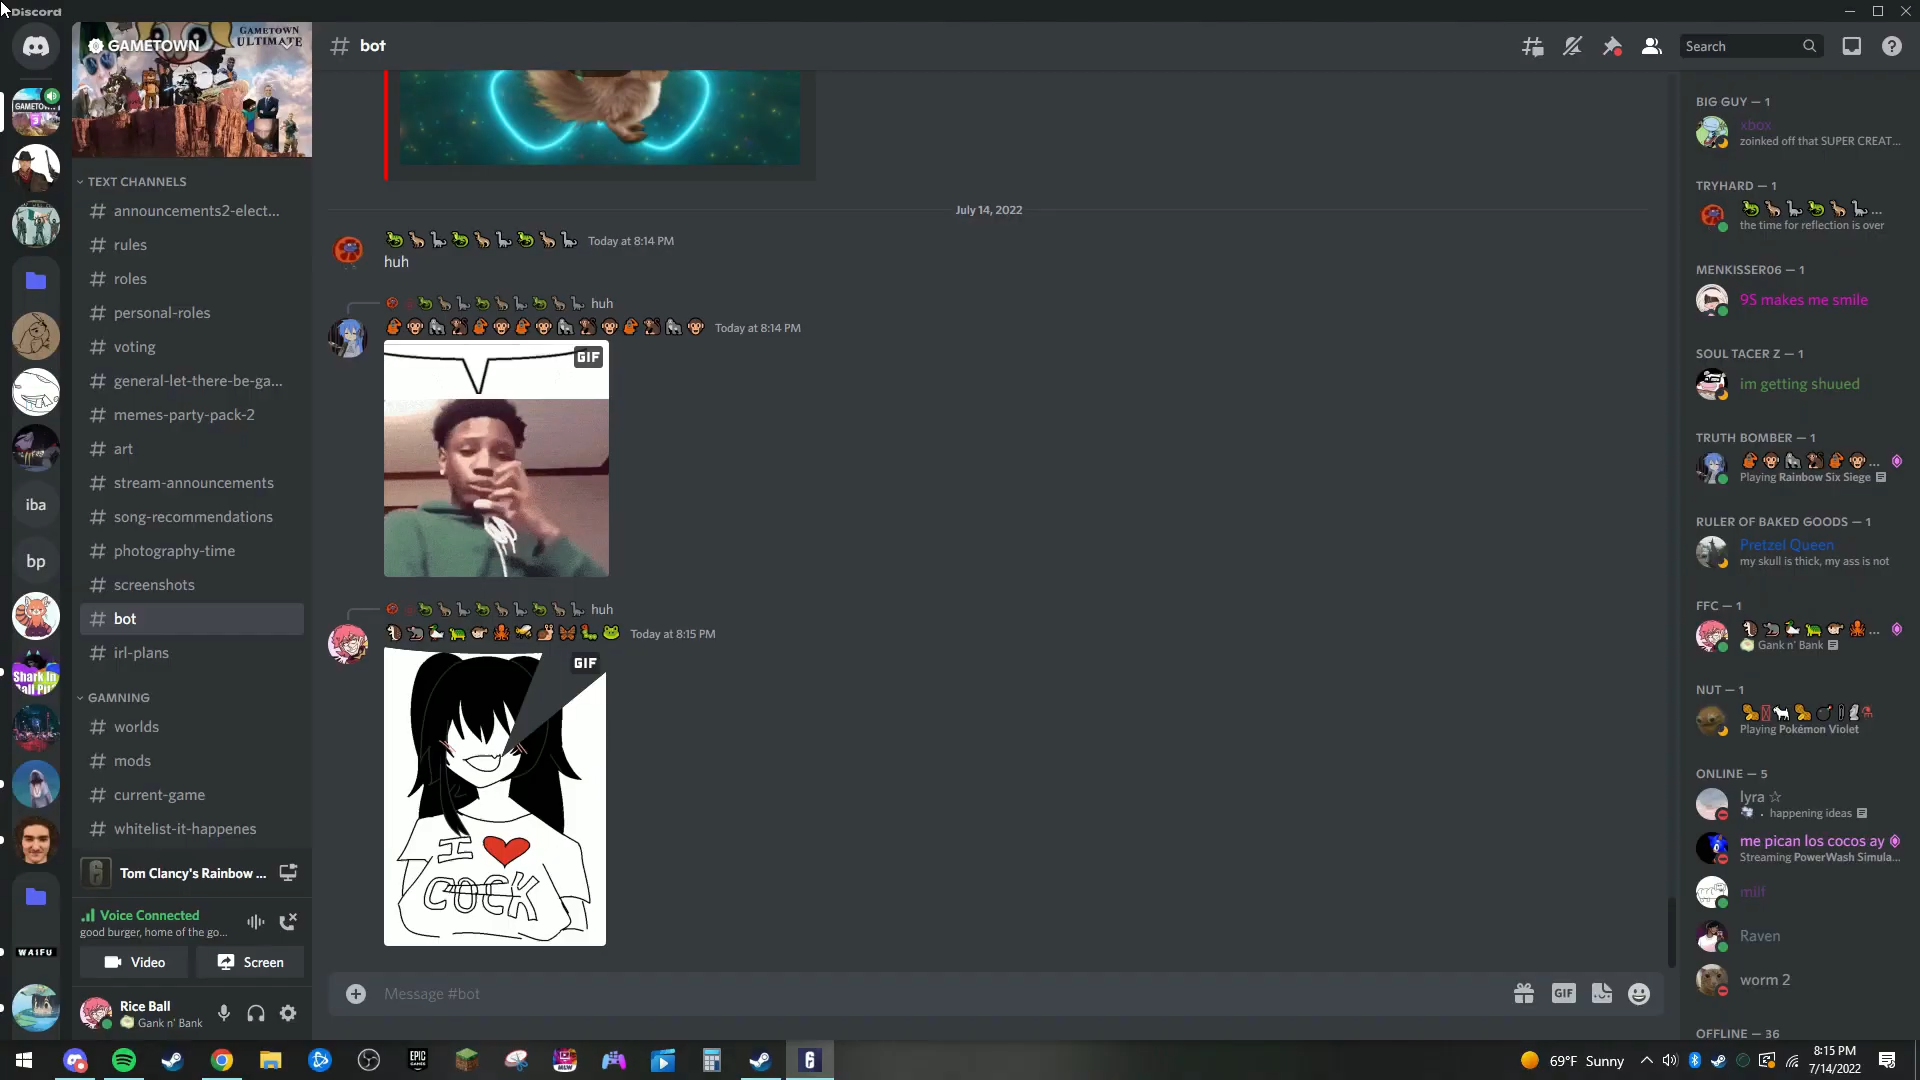 Discord
GAMETOWN
GAMETOWN
ULTIMATE
TEXT CHANNELS
announcements2-elect...
rules
roles
personal-roles
voting
general-let-there-be-ga...
memes-party-pack-2
art
stream-announcements
song-recommendations
photography-time
screenshots
bot
irl-plans
GAMNING
worlds
mods
current-game
whitelist-it-happenes
Tom Clancy's Rainbow ...
Voice Connected
good burger, home of the go...
Video
Screen
Rice Ball
Gank n' Bank
iba
bp
Shark In
WAIFU
# bot
Search
July 14, 2022
Today at 8:14 PM
huh
huh
Today at 8:14 PM
GIF
huh
Today at 8:15 PM
GIF
I ❤
COCK
Message #bot
GIF
BIG GUY — 1
xbox
zoinked off that SUPER CREAT...
TRYHARD — 1
...
the time for reflection is over
MENKISSER06 — 1
9S makes me smile
SOUL TACER Z — 1
im getting shuued
TRUTH BOMBER — 1
...
Playing Rainbow Six Siege
RULER OF BAKED GOODS — 1
Pretzel Queen
my skull is thick, my ass is not
FFC — 1
...
Gank n' Bank
NUT — 1
Playing Pokémon Violet
ONLINE — 5
lyra ☆
happening ideas
me pican los cocos ay
Streaming PowerWash Simula...
milf
Raven
worm 2
OFFLINE — 36
EPIC
GAMES
69°F Sunny
8:15 PM
7/14/2022